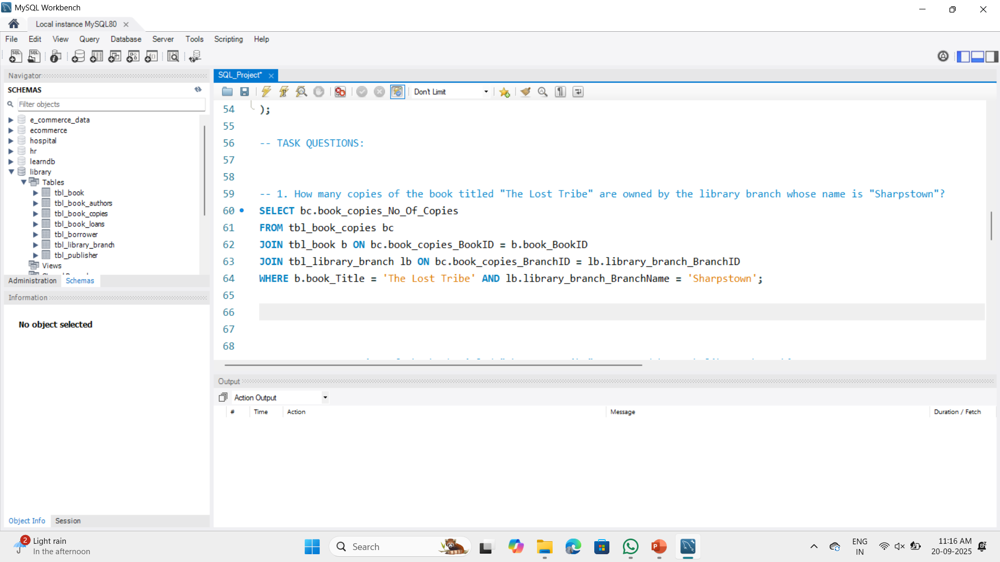 MySQL Workbench
Local instance MySQL80
File Edit View Query Database Server Tools Scripting Help
Navigator
SCHEMAS
Filter objects
e_commerce_data
ecommerce
hospital
hr
learndb
library
Tables
tbl_book
tbl_book_authors
tbl_book_copies
tbl_book_loans
tbl_borrower
tbl_library_branch
tbl_publisher
Views
Administration Schemas
Information
No object selected
Object Info Session
SQL_Project*
Don't Limit
54 );
55
56 -- TASK QUESTIONS:
57
58
59 -- 1. How many copies of the book titled "The Lost Tribe" are owned by the library branch whose name is "Sharpstown"?
60 SELECT bc.book_copies_No_Of_Copies
61 FROM tbl_book_copies bc
62 JOIN tbl_book b ON bc.book_copies_BookID = b.book_BookID
63 JOIN tbl_library_branch lb ON bc.book_copies_BranchID = lb.library_branch_BranchID
64 WHERE b.book_Title = 'The Lost Tribe' AND lb.library_branch_BranchName = 'Sharpstown';
65
66
67
68
Output
Action Output
# Time Action Message Duration / Fetch
2
Light rain
In the afternoon
Search
ENG
IN
11:16 AM
20-09-2025